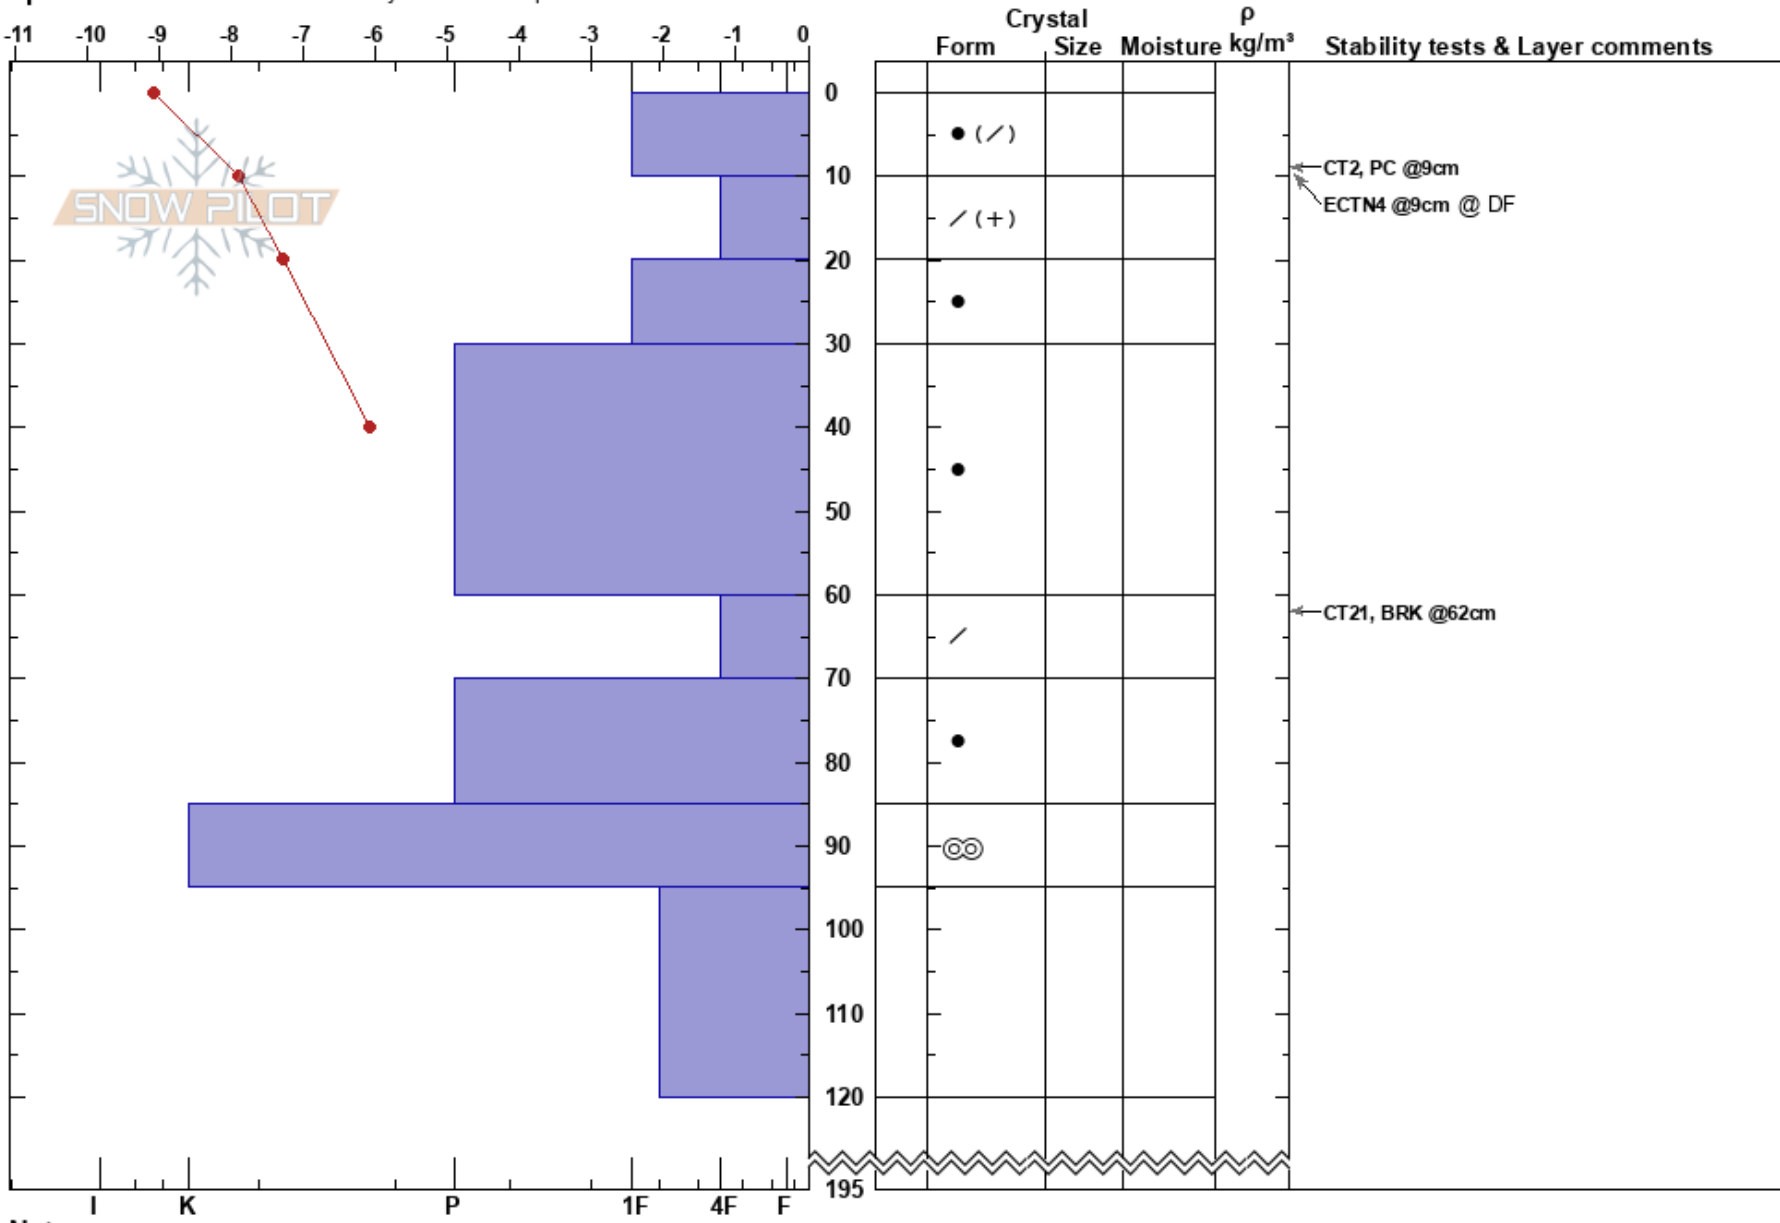 Crystal ρ
-11 -10 -9 -8 -7 -6 -5 -4 -3 -2 -1 0 Form Size Moisture kg/m³ Stability tests & Layer comments
0
CT2, PC @9cm
10
SNOW PILOT
ECTN4 @9cm @ DF
20
30
40
50
60
CT21, BRK @62cm
70
80
90
100
110
120
195
I K P 1F 4F F